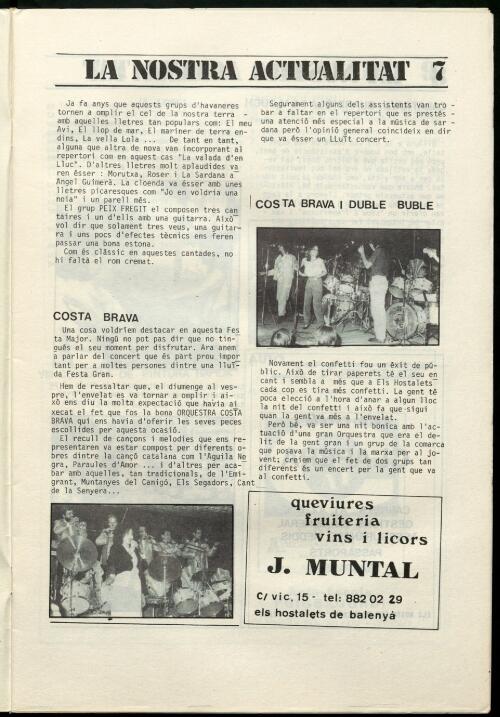 LA NOSTRA ACTUALITAT 7
Ja fa anys que aquests grups d'havaneres
tornen a omplir el cel de la nostra terra -
amb aquelles lletres tan populars com: El meu
Avi, El llop de mar, El mariner de terra en-
dins, La vella Lola ... De tant en tant,
alguna que altra de nova van incorporant al
repertori com en aquest cas "La valada d'en
Lluc". D'altres lletres molt aplaudides va
ren ésser : Morutxa, Roser i La Sardana a
Angel Guimerà. La cloenda va ésser amb unes
lletres picaresques com "Jo en voldria una
noia" i un parell més.
El grup PEIX FREGIT el composen tres can
taires i un d'ells amb una guitarra. Això
vol dir que solament tres veus, una guitar-
ra i uns pocs d'efectes tècnics ens feren
passar una bona estona.
Com és clàssic en aquestes cantades, no
hi faltà el rom cremat.
COSTA BRAVA
Una cosa voldríem destacar en aquesta Fes
ta Major. Ningú no pot pas dir que no tin-
gués el seu moment per disfrutar. Ara anem
a parlar del concert que és part prou impor
tant per a moltes persones dintre una lluï-
da Festa Gran.
Hem de ressaltar que, el diumenge al ves-
pre, l'envelat es va tornar a omplir i ai-
xò ens diu la molta expectació que havia ai-
xecat el fet que fos la bona ORQUESTRA COSTA
BRAVA qui ens havia d'oferir les seves peces
escollides per aquesta ocasió.
El recull de cançons i melodies que ens re-
presentaren va estar compost per diferents o-
bres dintre la cançó catalana com l'Aguila Ne
gra, Paraules d'Amor ... i d'altres per aca-
bar amb aquelles, tan tradicionals, de l'Emi-
grant, Muntanyes del Canigó, Els Segadors, Cant
de la Senyera...
Segurament alguns dels assistents van tro -
bar a faltar en el repertori que es prestés -
una atenció més especial a la música de sar -
dana però l'opinió general coincideix en dir
que va ésser un LLuït concert.
COSTA BRAVA I DUBLE BUBLE
Novament el confetti fou un èxit de pú-
blic. Això de tirar paperets té el seu en
cant i sembla a més que a Els Hostalets
cada cop es tira més confetti. La gent té
poca elecció a l'hora d'anar a algun lloc
la nit del confetti i això fa que sigui
quan la gent va més a l'envelat.
Però bé, va ser una nit bonica amb l'ac-
tuació d'una gran Orquestra que era el de-
lit de la gent gran i un grup de la comarca
que posava la música i la marxa per al jo-
vent; creiem que el fet de dos grups tan
diferents és un encert per la gent que va
al confetti.
queviures
fruiteria
vins i licors
J. MUNTAL
C/ vic, 15 - tel: 882 02 29
els hostalets de balenyà